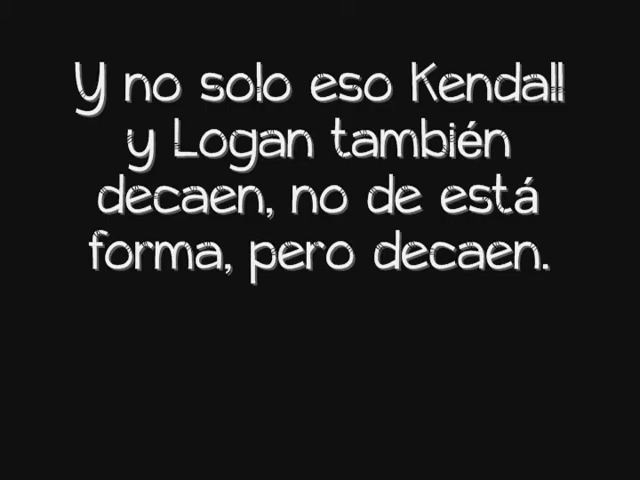 Y no solo eso Kendall
y Logan también
decaen, no de está
forma, pero decaen.